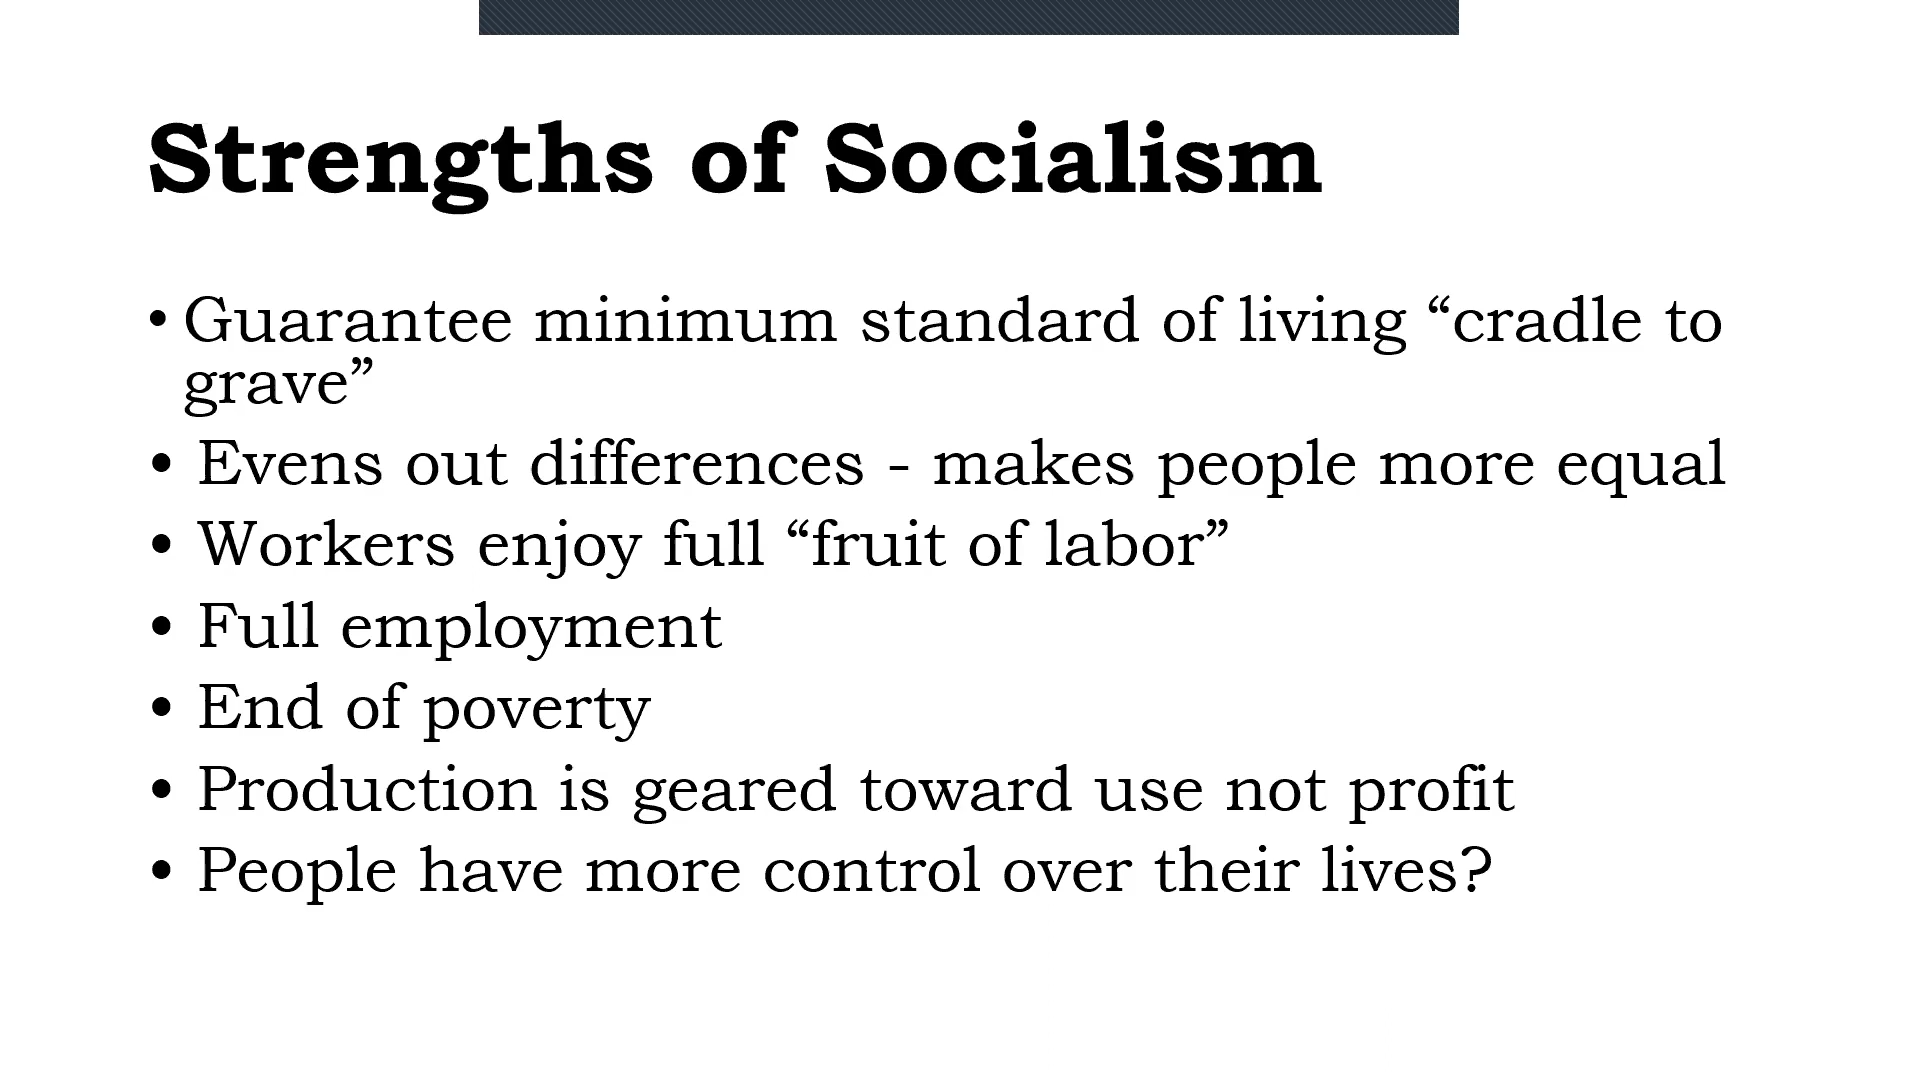 Strengths of Socialism
• Guarantee minimum standard of living “cradle to
grave”
• Evens out differences - makes people more equal
• Workers enjoy full “fruit of labor”
• Full employment
• End of poverty
• Production is geared toward use not profit
• People have more control over their lives?